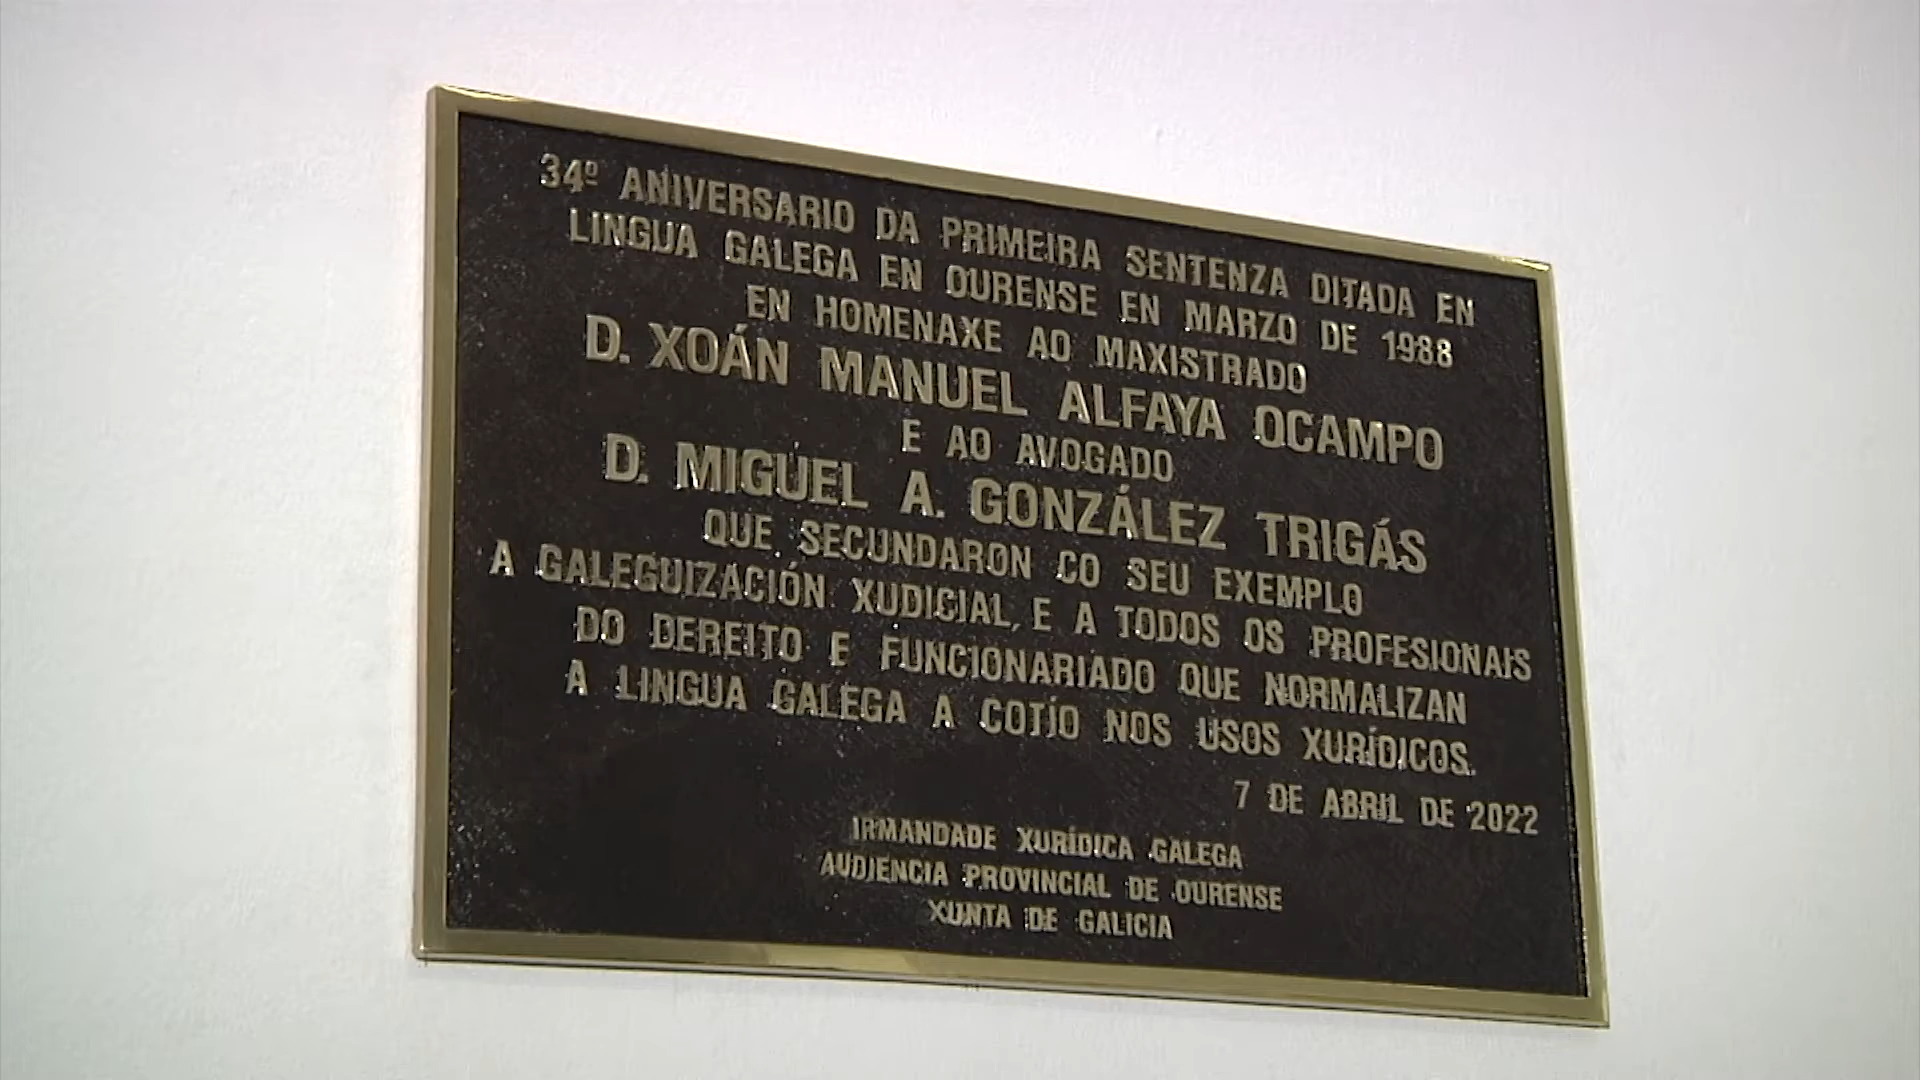 34º ANIVERSARIO DA PRIMEIRA SENTENZA DITADA EN
LINGUA GALEGA EN OURENSE EN MARZO DE 1988
EN HOMENAXE AO MAXISTRADO
D. XOÁN MANUEL ALFAYA OCAMPO
E AO AVOGADO
D. MIGUEL A. GONZÁLEZ TRIGÁS
QUE SECUNDARON CO SEU EXEMPLO
A GALEGUIZACIÓN XUDICIAL, E A TODOS OS PROFESIONAIS
DO DEREITO E FUNCIONARIADO QUE NORMALIZAN
A LINGUA GALEGA A COTÍO NOS USOS XURÍDICOS.
7 DE ABRIL DE 2022
IRMANDADE XURÍDICA GALEGA
AUDIENCIA PROVINCIAL DE OURENSE
XUNTA DE GALICIA